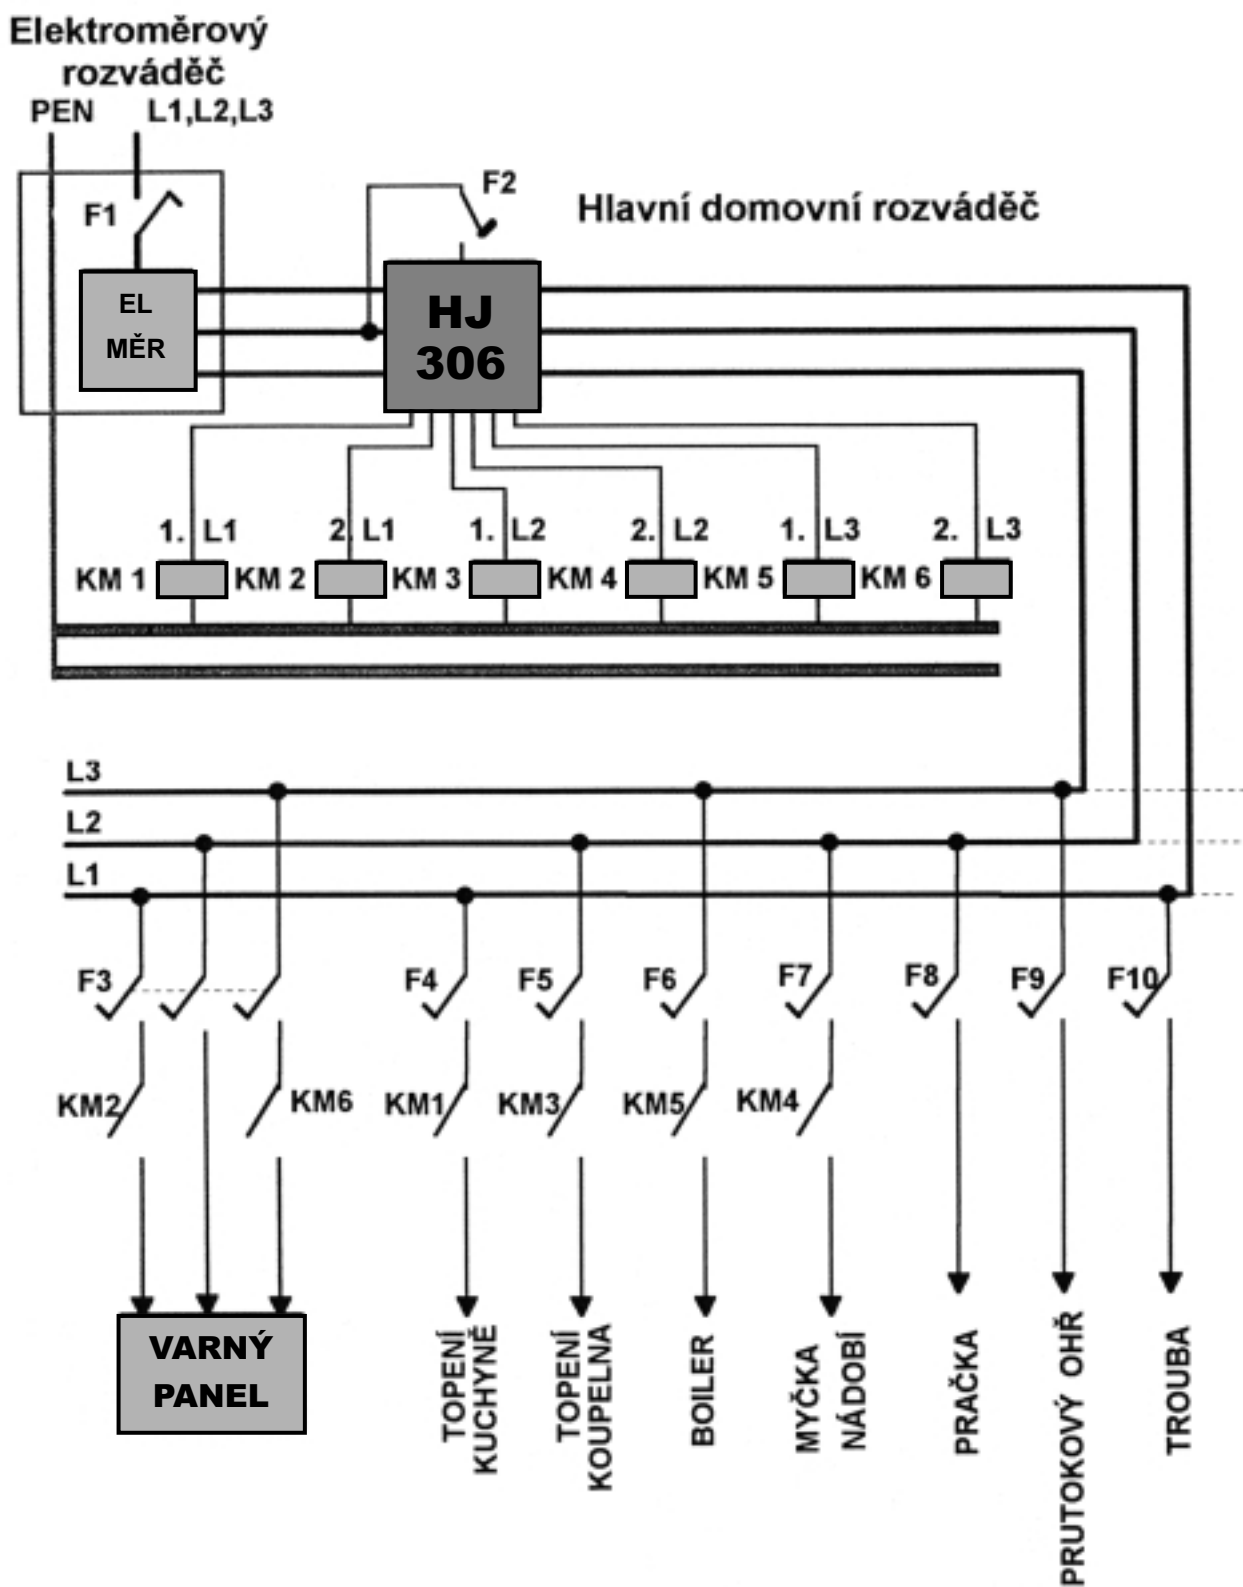 Elektroměrový
rozváděč
PEN L1,L2,L3
F1
F2
Hlavní domovní rozváděč
EL
MĚR
HJ
306
1. L1 2. L1 1. L2 2. L2 1. L3 2. L3
KM 1 KM 2 KM 3 KM 4 KM 5 KM 6
L3
L2
L1
F3 F4 F5 F6 F7 F8 F9 F10
KM2 KM6 KM1 KM3 KM5 KM4
VARNÝ
PANEL
TOPENÍ
KUCHYNĚ
TOPENÍ
KOUPELNA
BOILER
MYČKA
NÁDOBÍ
PRAČKA
PRUTOKOVÝ OHŘ
TROUBA